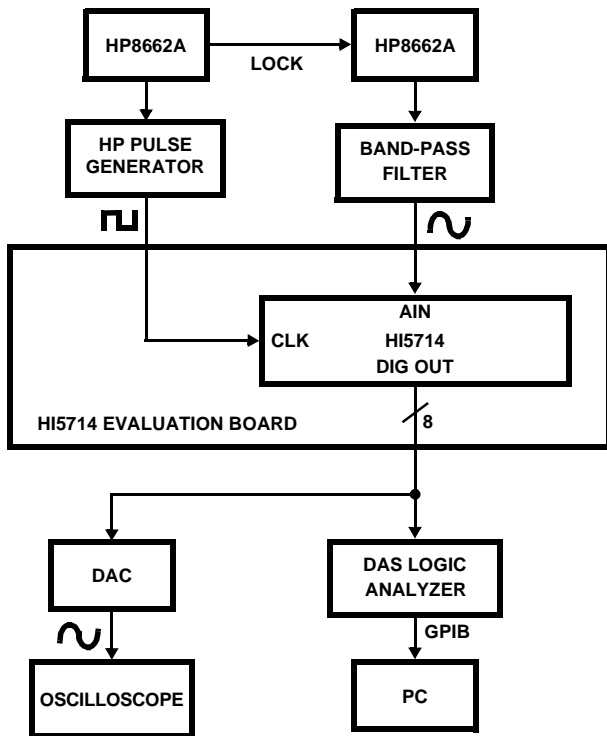 HP8662A
LOCK
HP8662A
HP PULSE
GENERATOR
BAND-PASS
FILTER
AIN
CLK
HI5714
DIG OUT
HI5714 EVALUATION BOARD
8
DAC
DAS LOGIC
ANALYZER
GPIB
OSCILLOSCOPE
PC